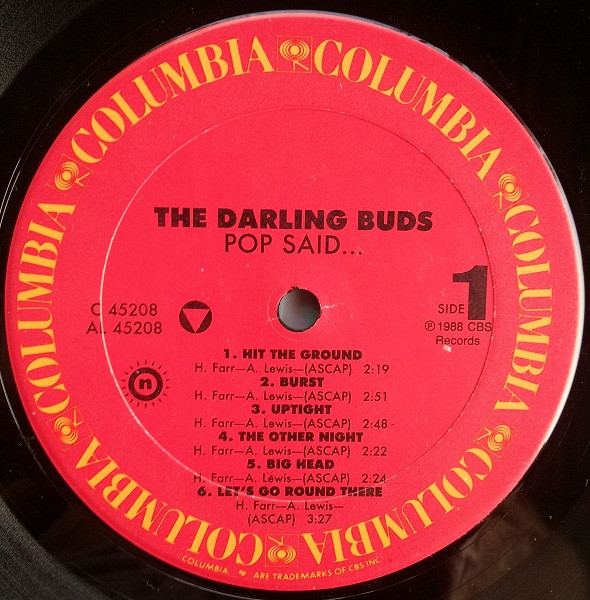 COLUMBIA COLUMBIA COLUMBIA COLUMBIA COLUMBIA COLUMBIA COLUMBIA COLUMBIA
THE DARLING BUDS
POP SAID...
C 45208
AL 45208
SIDE 1
℗ 1988 CBS
Records
n
1. HIT THE GROUND
H. Farr—A. Lewis—(ASCAP) 2:19
2. BURST
H. Farr—A. Lewis—(ASCAP) 2:51
3. UPTIGHT
H. Farr—A. Lewis—(ASCAP) 2:48
4. THE OTHER NIGHT
H. Farr—A. Lewis—(ASCAP) 2:22
5. BIG HEAD
H. Farr—A. Lewis—(ASCAP) 2:24
6. LET'S GO ROUND THERE
H. Farr—A. Lewis—
(ASCAP) 3:27
COLUMBIA, ARE TRADEMARKS OF CBS INC.